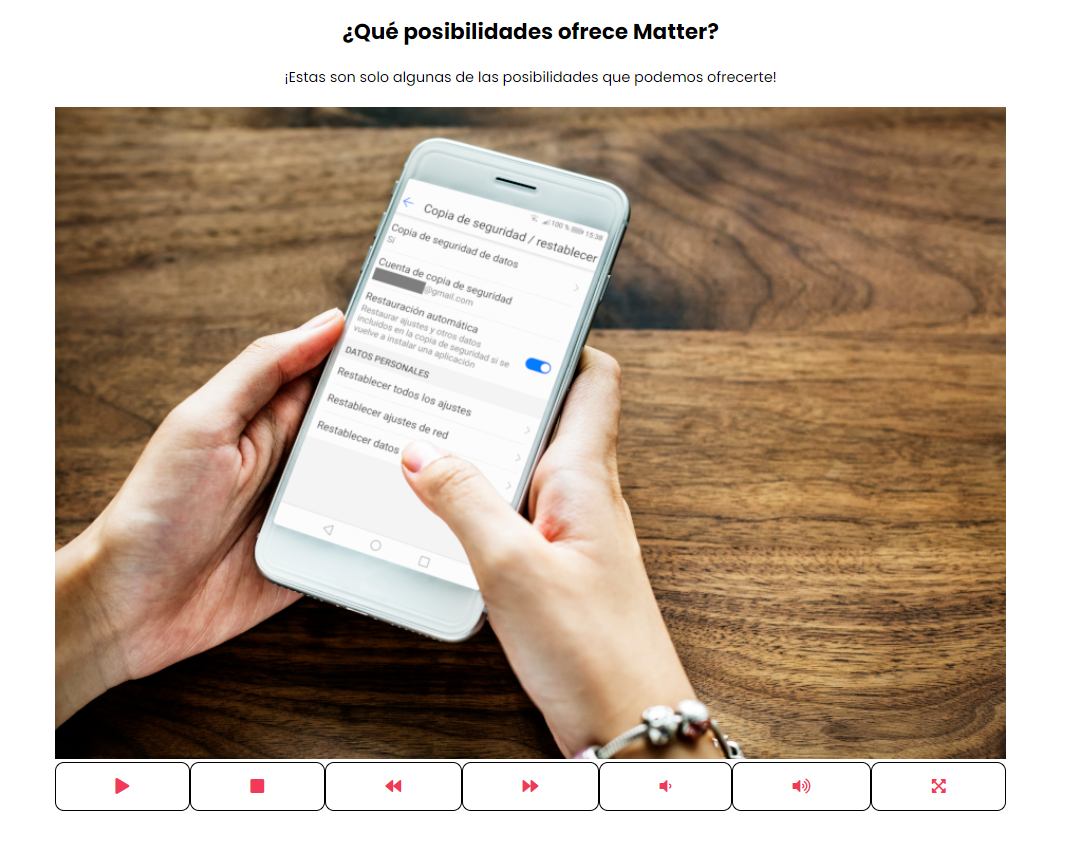 ¿Qué posibilidades ofrece Matter?
¡Estas son solo algunas de las posibilidades que podemos ofrecerte!
100 % 15:38
Copia de seguridad / restablecer
Copia de seguridad de datos
Sí
Cuenta de copia de seguridad
@gmail.com
Restauración automática
Restaurar ajustes y otros datos
incluidos en la copia de seguridad si se
vuelve a instalar una aplicación
DATOS PERSONALES
Restablecer todos los ajustes
Restablecer ajustes de red
Restablecer datos